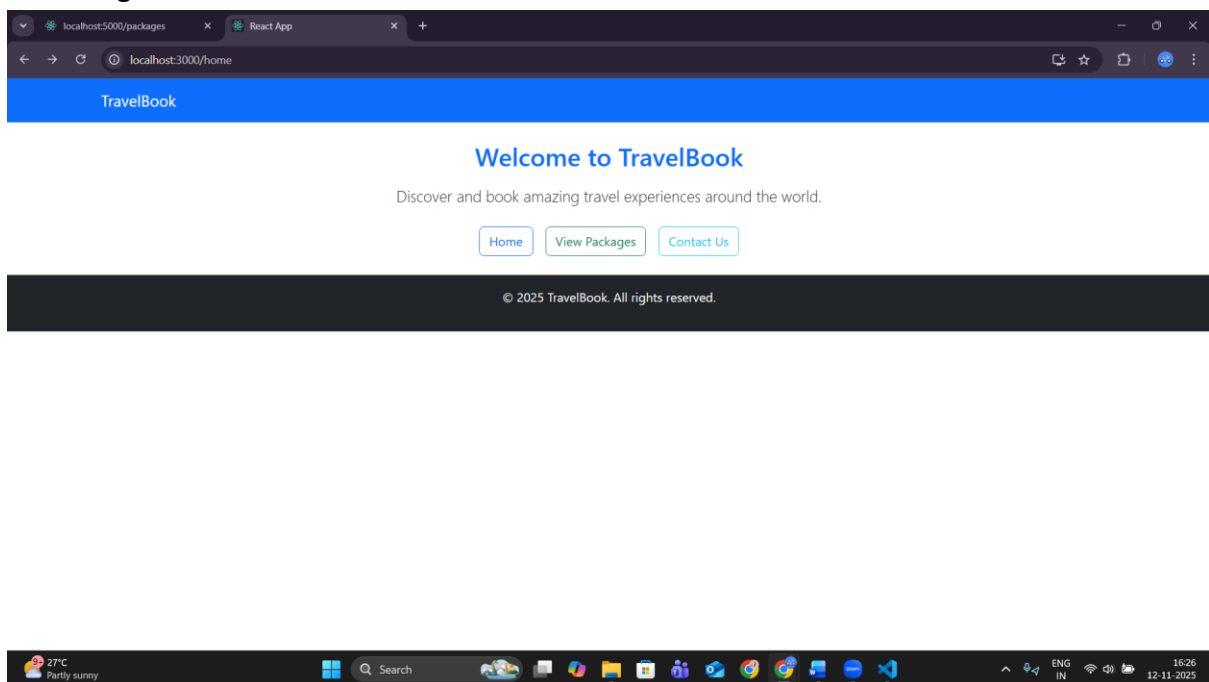 localhost:5000/packages
React App
localhost:3000/home
TravelBook
Welcome to TravelBook
Discover and book amazing travel experiences around the world.
Home View Packages Contact Us
© 2025 TravelBook. All rights reserved.
27°C
Partly sunny
Search
ENG
IN
16:26
12-11-2025